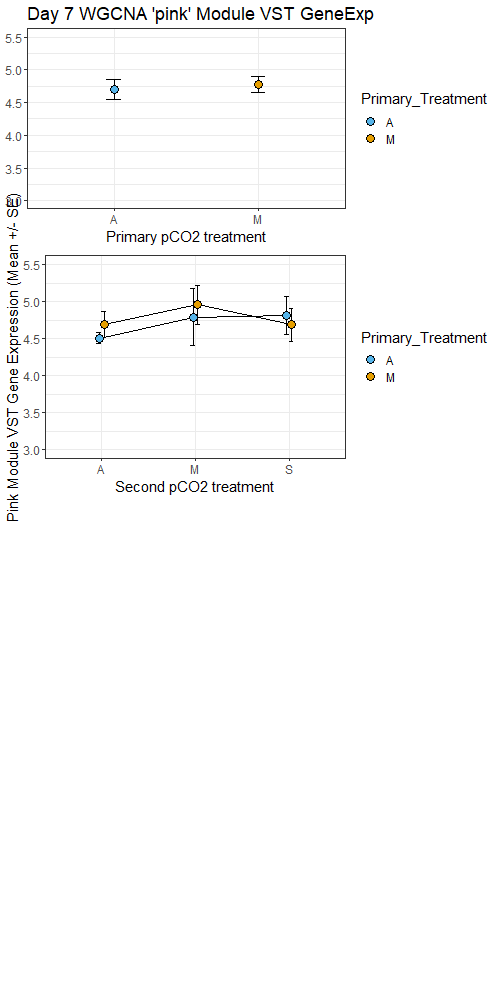 Day 7 WGCNA 'pink' Module VST GeneExp
5.5
5.0
4.5
4.0
3.5
3.0
A
M
Primary pCO2 treatment
Primary_Treatment
A
M
Pink Module VST Gene Expression (Mean +/- SE)
5.5
5.0
4.5
4.0
3.5
3.0
A
M
S
Second pCO2 treatment
Primary_Treatment
A
M